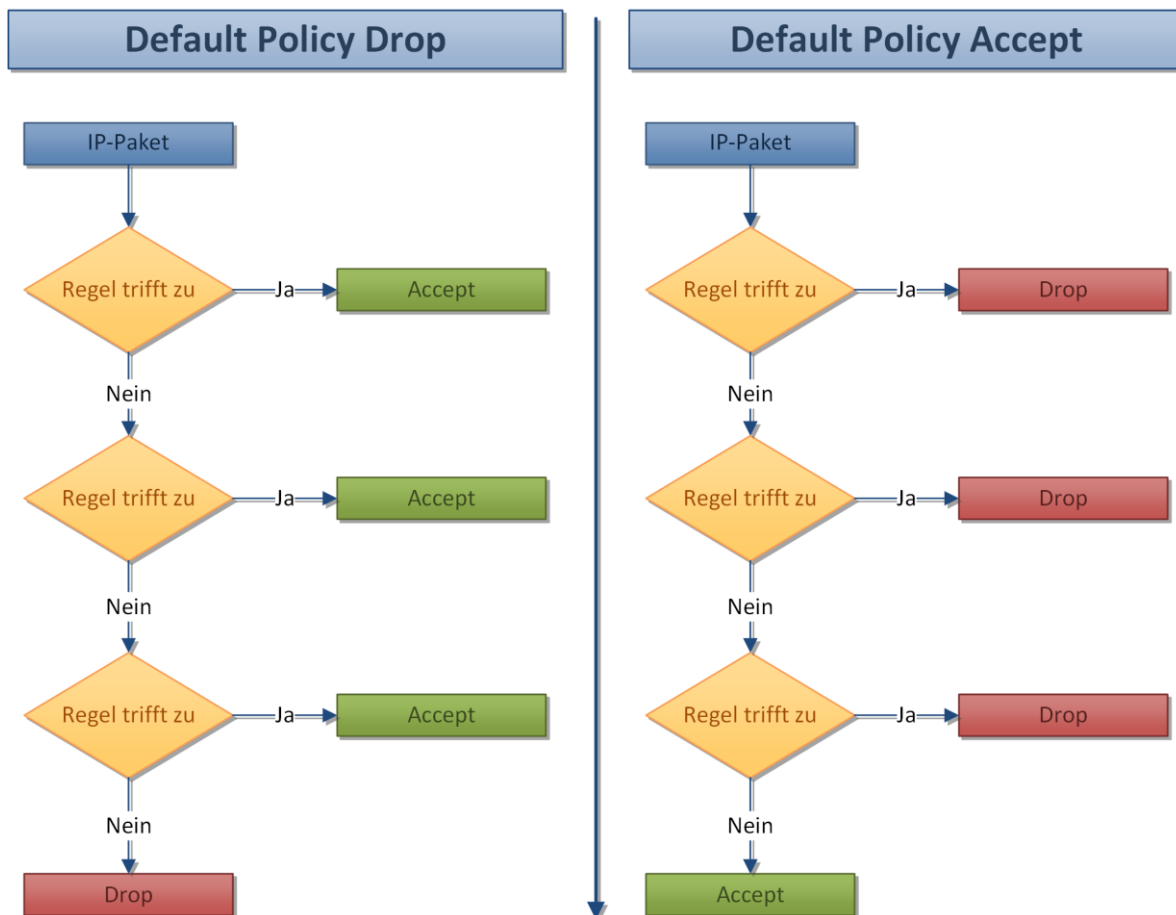 Default Policy Drop
IP-Paket
Regel trifft zu
Ja
Accept
Nein
Regel trifft zu
Ja
Accept
Nein
Regel trifft zu
Ja
Accept
Nein
Drop
Default Policy Accept
IP-Paket
Regel trifft zu
Ja
Drop
Nein
Regel trifft zu
Ja
Drop
Nein
Regel trifft zu
Ja
Drop
Nein
Accept